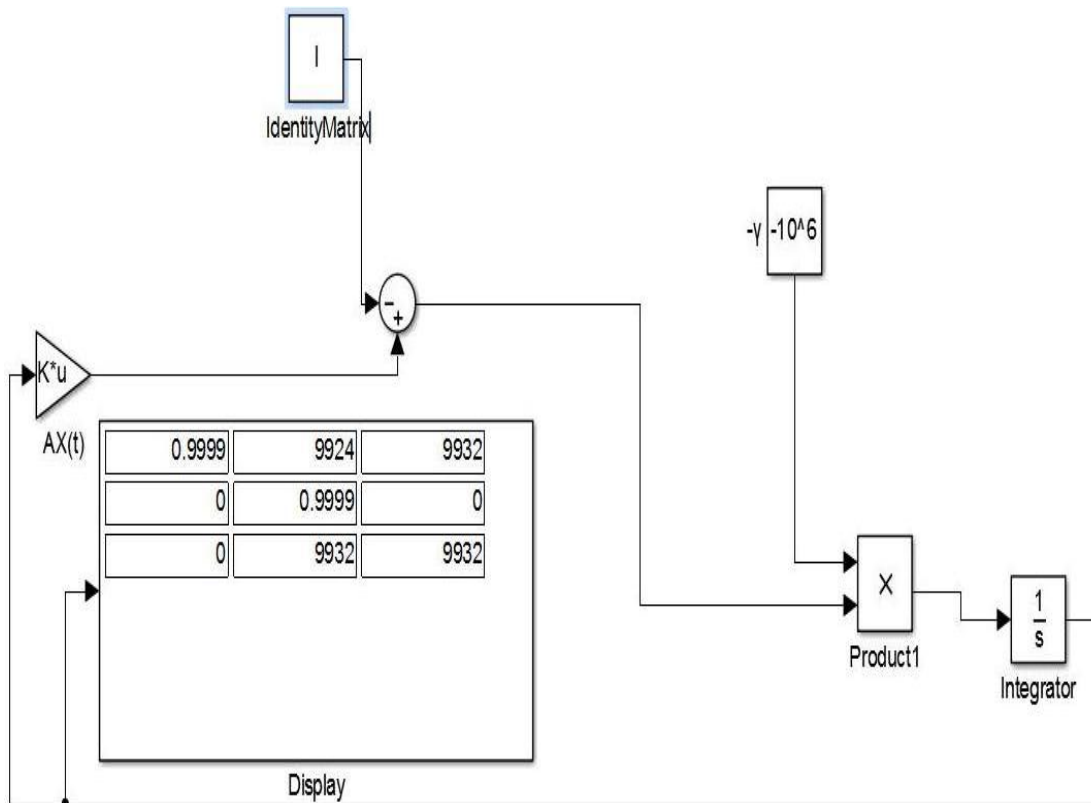 I
IdentityMatrix
-γ
-10^6
-
+
K*u
AX(t)
0.9999 9924 9932
0 0.9999 0
0 9932 9932
Display
X
Product1
1
s
Integrator